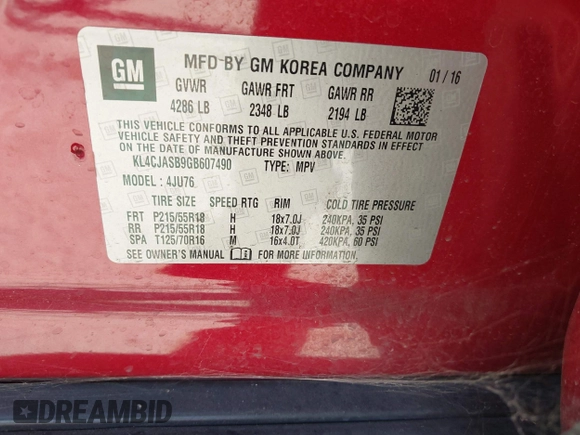 GM
MFD BY GM KOREA COMPANY 01 / 16
GVWR GAWR FRT GAWR RR
4286 LB 2348 LB 2194 LB
THIS VEHICLE CONFORMS TO ALL APPLICABLE U.S. FEDERAL MOTOR
VEHICLE SAFETY AND THEFT PREVENTION STANDARDS IN EFFECT
ON THE DATE OF MANUFACTURE SHOWN ABOVE.
KL4CJASB9GB607490 TYPE: MPV
MODEL : 4JU76
TIRE SIZE SPEED RTG RIM COLD TIRE PRESSURE
FRT P215/55R18 H 18x7.0J 240KPA, 35 PSI
RR P215/55R18 H 18x7.0J 240KPA, 35 PSI
SPA T125/70R16 M 16x4.0T 420KPA, 60 PSI
SEE OWNER'S MANUAL FOR MORE INFORMATION.
DREAMBID